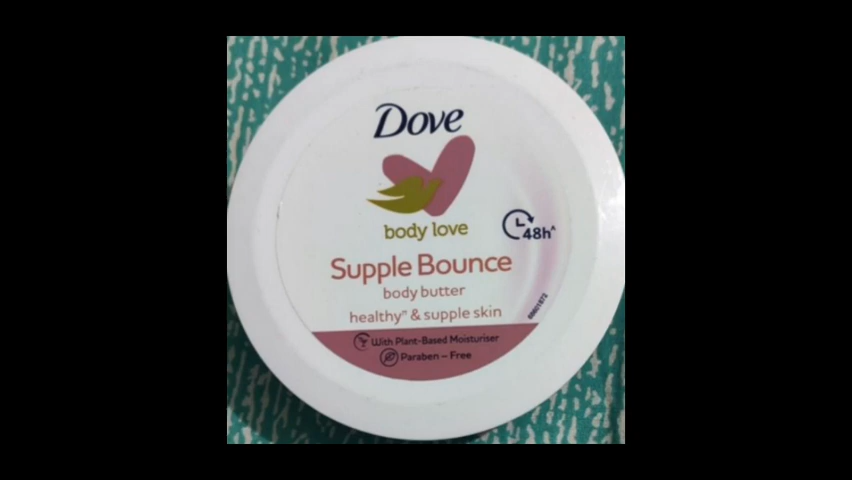 Dove
body love
48h^
Supple Bounce
body butter
healthy" & supple skin
With Plant-Based Moisturiser
Paraben – Free